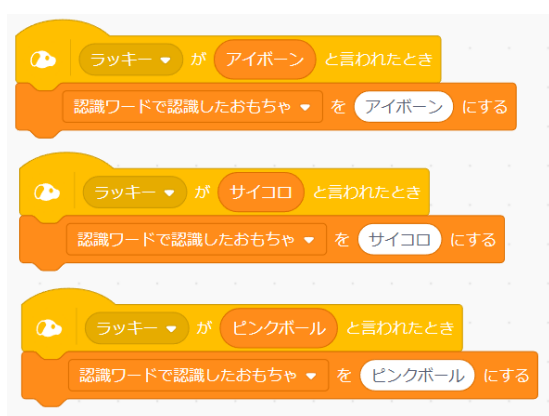 ラッキー が アイボーン と言われたとき
認識ワードで認識したおもちゃ を アイボーン にする
ラッキー が サイコロ と言われたとき
認識ワードで認識したおもちゃ を サイコロ にする
ラッキー が ピンクボール と言われたとき
認識ワードで認識したおもちゃ を ピンクボール にする